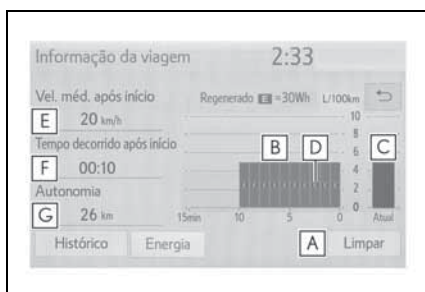 Informação da viagem 2:33
Vel. méd. após início Regenerado E =30Wh L/100km
E 20 km/h
Tempo decorrido após início
F 00:10
Autonomia
G 26 km
B D C
10
8
6
4
2
0
15min 10 5 0 Atual
Histórico Energia A Limpar